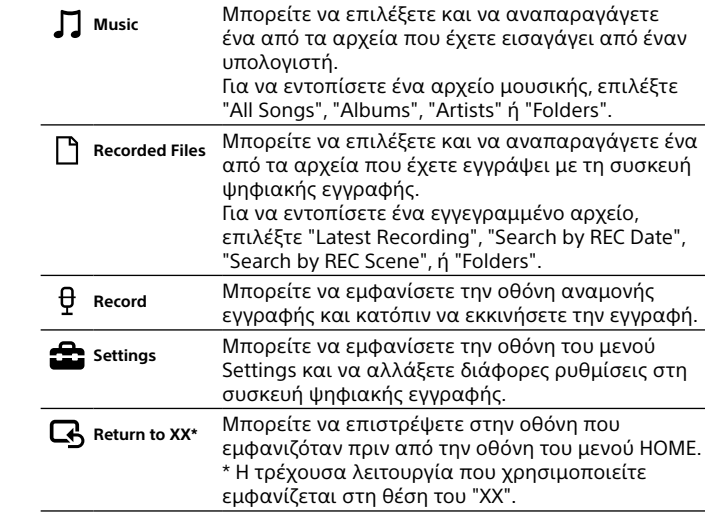 Music
Μπορείτε να επιλέξετε και να αναπαραγάγετε
ένα από τα αρχεία που έχετε εισαγάγει από έναν
υπολογιστή.
Για να εντοπίσετε ένα αρχείο μουσικής, επιλέξτε
"All Songs", "Albums", "Artists" ή "Folders".
Recorded Files
Μπορείτε να επιλέξετε και να αναπαραγάγετε ένα
από τα αρχεία που έχετε εγγράψει με τη συσκευή
ψηφιακής εγγραφής.
Για να εντοπίσετε ένα εγγεγραμμένο αρχείο,
επιλέξτε "Latest Recording", "Search by REC Date",
"Search by REC Scene", ή "Folders".
Record
Μπορείτε να εμφανίσετε την οθόνη αναμονής
εγγραφής και κατόπιν να εκκινήσετε την εγγραφή.
Settings
Μπορείτε να εμφανίσετε την οθόνη του μενού
Settings και να αλλάξετε διάφορες ρυθμίσεις στη
συσκευή ψηφιακής εγγραφής.
Return to XX*
Μπορείτε να επιστρέψετε στην οθόνη που
εμφανιζόταν πριν από την οθόνη του μενού HOME.
* Η τρέχουσα λειτουργία που χρησιμοποιείτε
εμφανίζεται στη θέση του "XX".